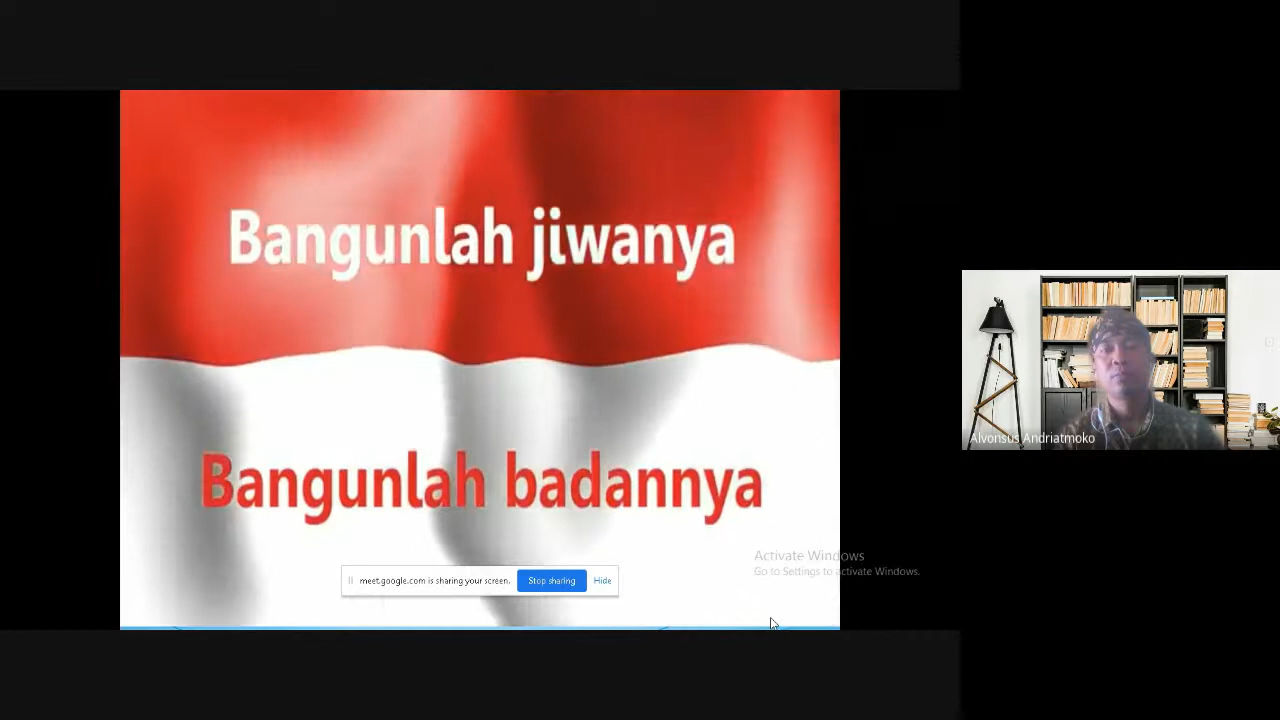 Bangunlah jiwanya
Bangunlah badannya
meet.google.com is sharing your screen. Stop sharing Hide
Activate Windows
Go to Settings to activate Windows.
Alvonsus Andriatmoko